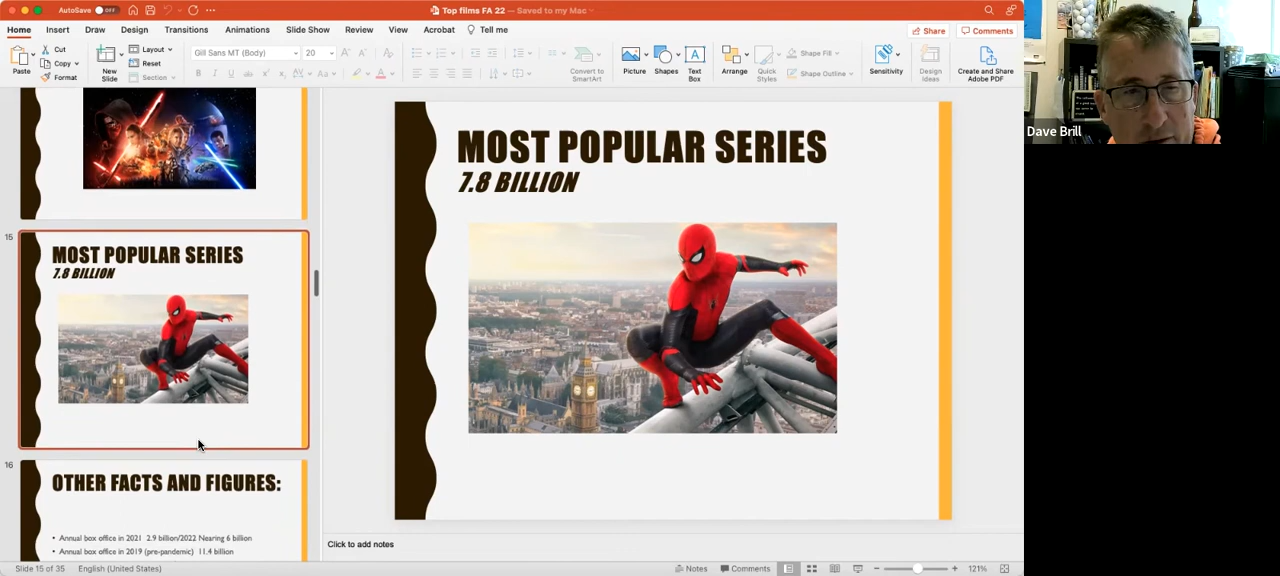 AutoSave OFF
Top films FA 22 — Saved to my Mac
Home Insert Draw Design Transitions Animations Slide Show Review View Acrobat Tell me
Share Comments
Paste
Cut
Copy
Format
New Slide
Layout
Reset
Section
Gill Sans MT (Body) 20
Convert to SmartArt
Picture
Shapes
Text Box
Arrange
Quick Styles
Shape Fill
Shape Outline
Sensitivity
Design Ideas
Create and Share Adobe PDF
Dave Brill
15
MOST POPULAR SERIES
7.8 BILLION
16
OTHER FACTS AND FIGURES:
• Annual box office in 2021 2.9 billion/2022 Nearing 6 billion
• Annual box office in 2019 (pre-pandemic) 11.4 billion
MOST POPULAR SERIES
7.8 BILLION
Click to add notes
Slide 15 of 35 English (United States) Notes Comments 121%